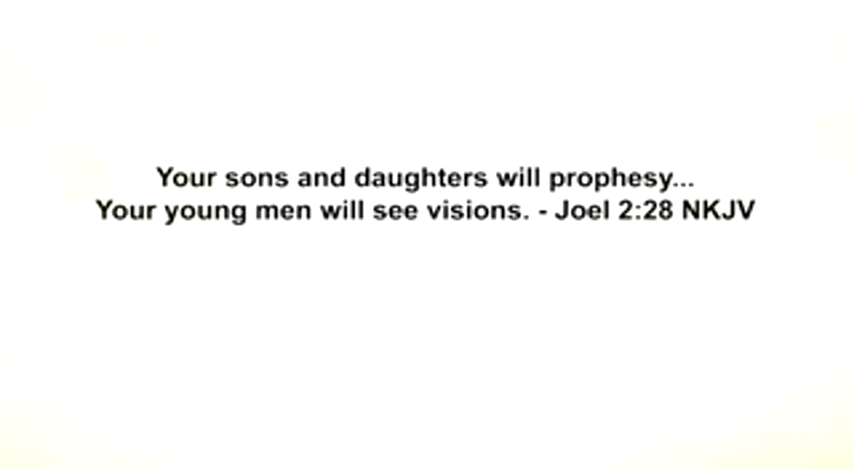 Your sons and daughters will prophesy...
Your young men will see visions. - Joel 2:28 NKJV